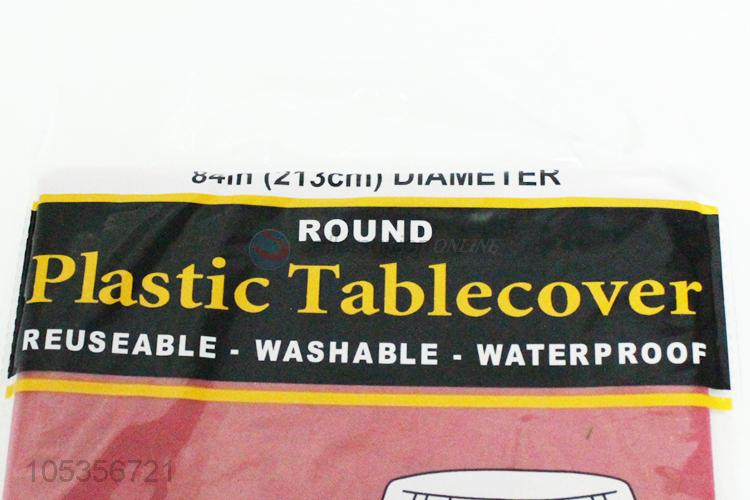 84in (213cm) DIAMETER
ROUND
Plastic Tablecover
REUSEABLE - WASHABLE - WATERPROOF
105356721